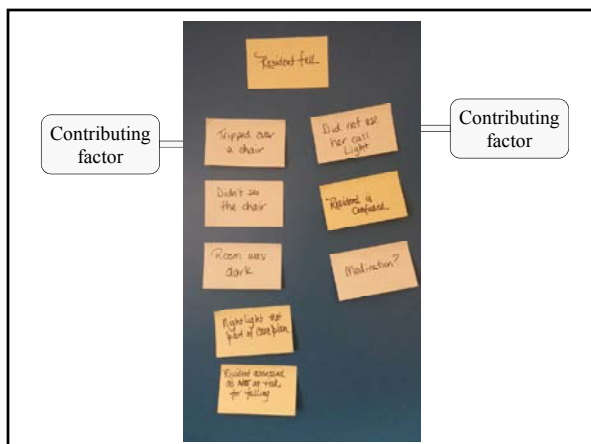 Resident fell
Contributing
factor
Tripped over
a chair
Didn't see
the chair
Room was
dark
Nightlight not
part of Care plan
Resident assessed
as NOT at risk
for falling
Contributing
factor
Did not use
her call
Light
Resident is
confused
Medication?